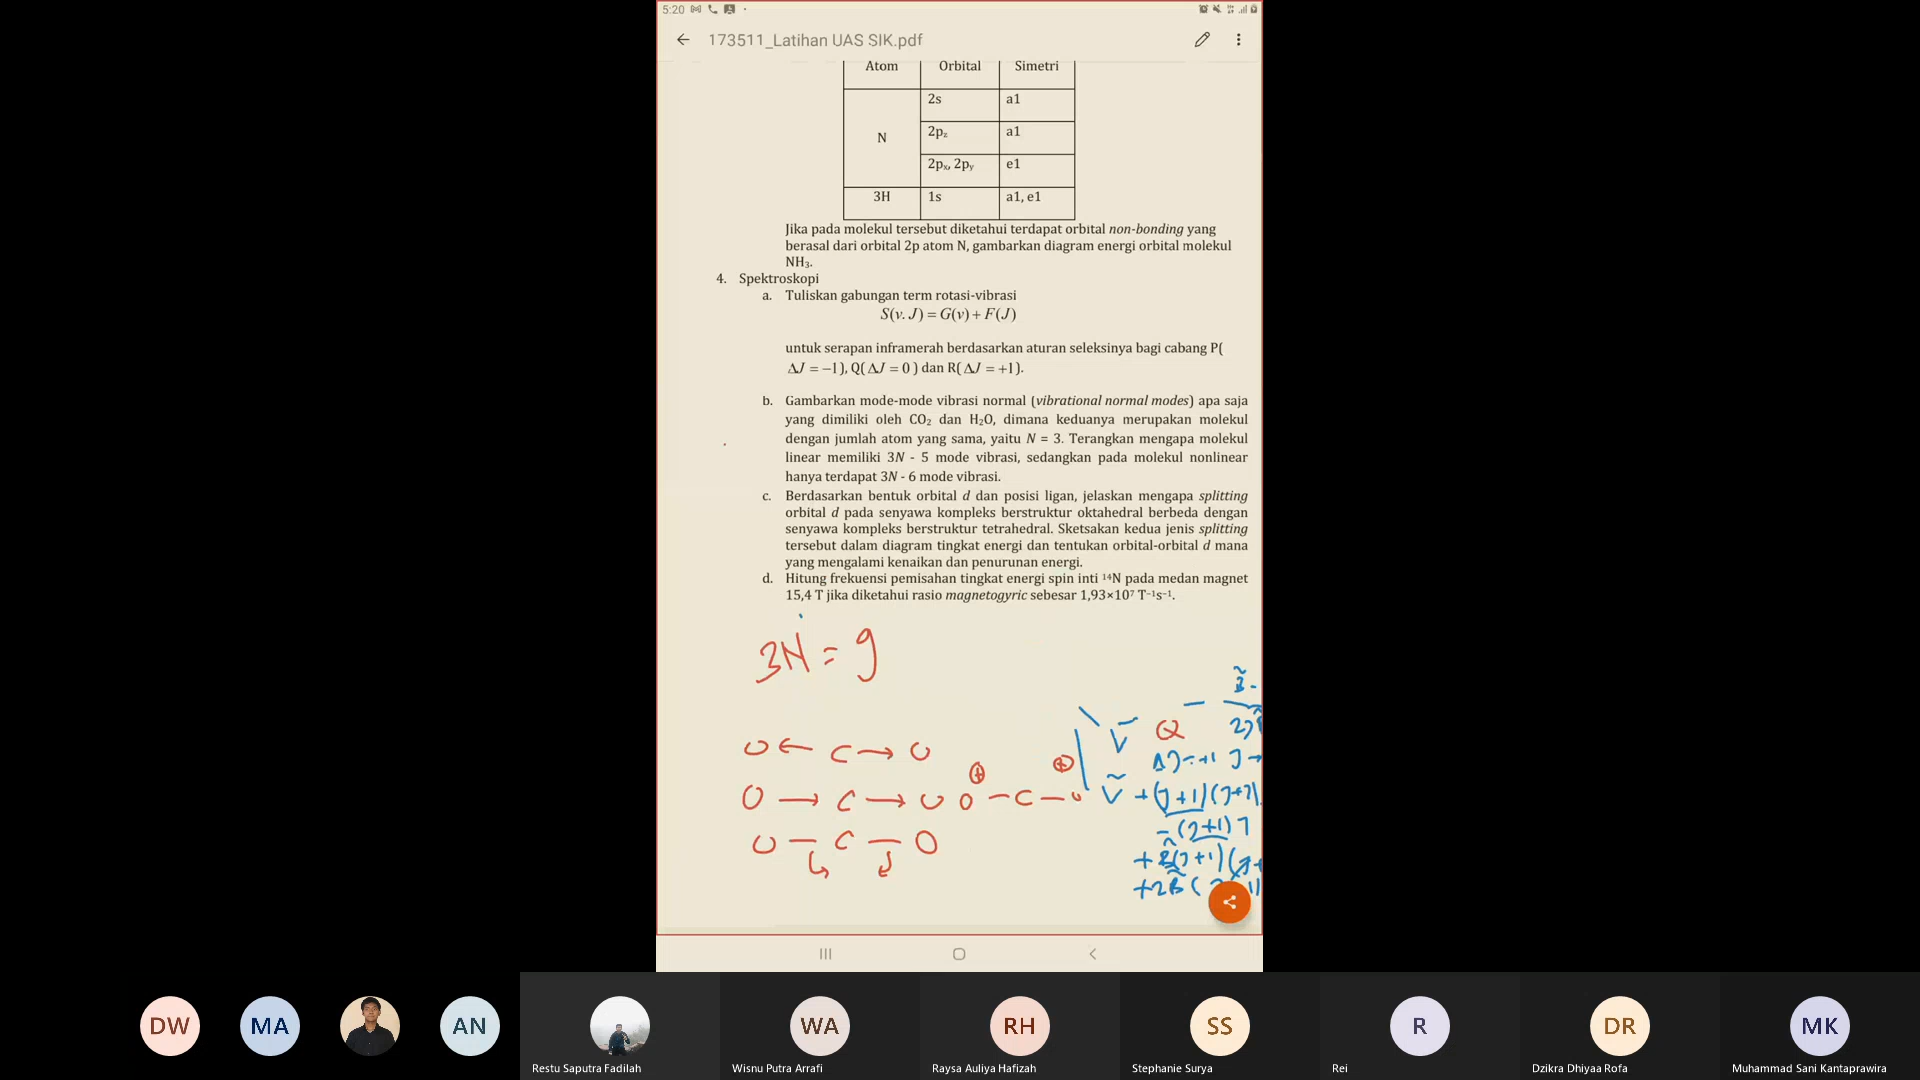 5:20
173511_Latihan UAS SIK.pdf
Atom Orbital Simetri
N 2s a1
2pz a1
2px, 2py e1
3H 1s a1, e1
Jika pada molekul tersebut diketahui terdapat orbital non-bonding yang
berasal dari orbital 2p atom N, gambarkan diagram energi orbital molekul
NH₃.
4. Spektroskopi
a. Tuliskan gabungan term rotasi-vibrasi
S(v. J) = G(v) + F(J)
untuk serapan inframerah berdasarkan aturan seleksinya bagi cabang P(
ΔJ = −1), Q( ΔJ = 0 ) dan R( ΔJ = +1).
b. Gambarkan mode-mode vibrasi normal (vibrational normal modes) apa saja
yang dimiliki oleh CO₂ dan H₂O, dimana keduanya merupakan molekul
dengan jumlah atom yang sama, yaitu N = 3. Terangkan mengapa molekul
linear memiliki 3N - 5 mode vibrasi, sedangkan pada molekul nonlinear
hanya terdapat 3N - 6 mode vibrasi.
c. Berdasarkan bentuk orbital d dan posisi ligan, jelaskan mengapa splitting
orbital d pada senyawa kompleks berstruktur oktahedral berbeda dengan
senyawa kompleks berstruktur tetrahedral. Sketsakan kedua jenis splitting
tersebut dalam diagram tingkat energi dan tentukan orbital-orbital d mana
yang mengalami kenaikan dan penurunan energi.
d. Hitung frekuensi pemisahan tingkat energi spin inti ¹⁴N pada medan magnet
15,4 T jika diketahui rasio magnetogyric sebesar 1,93×10⁷ T⁻¹s⁻¹.
3N = 9
O ← C → O
O → C → O O − C − O
O − C − O
Q
ΔJ = +1 J →
Ṽ + (J+1)(J+2)
− (J+1) J
DW MA AN WA RH SS R DR MK
Restu Saputra Fadilah Wisnu Putra Arrafi Raysa Auliya Hafizah Stephanie Surya Rei Dzikra Dhiyaa Rofa Muhammad Sani Kantaprawira